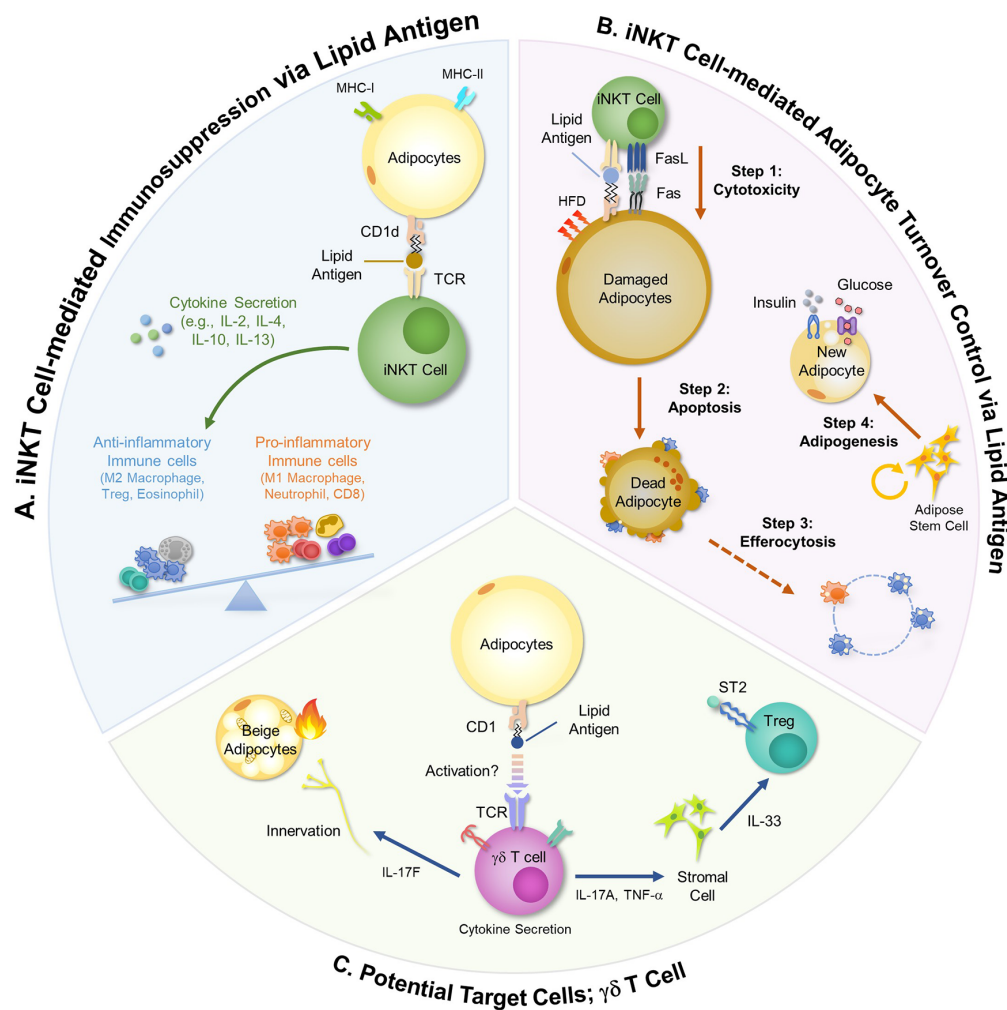 A. iNKT Cell-mediated Immunosuppression via Lipid Antigen
MHC-I
MHC-II
Adipocytes
CD1d
Lipid
Antigen
TCR
iNKT Cell
Cytokine Secretion
(e.g., IL-2, IL-4,
IL-10, IL-13)
Anti-inflammatory
Immune cells
(M2 Macrophage,
Treg, Eosinophil)
Pro-inflammatory
Immune cells
(M1 Macrophage,
Neutrophil, CD8)
B. iNKT Cell-mediated Adipocyte Turnover Control via Lipid Antigen
iNKT Cell
Lipid
Antigen
FasL
Fas
HFD
Step 1:
Cytotoxicity
Damaged
Adipocytes
Step 2:
Apoptosis
Dead
Adipocyte
Step 3:
Efferocytosis
Insulin
Glucose
New
Adipocyte
Step 4:
Adipogenesis
Adipose
Stem Cell
Adipocytes
CD1
Lipid
Antigen
Activation?
TCR
γδ T cell
Cytokine Secretion
IL-17F
Innervation
Beige
Adipocytes
IL-17A, TNF-α
Stromal
Cell
IL-33
ST2
Treg
C. Potential Target Cells; γδ T Cell